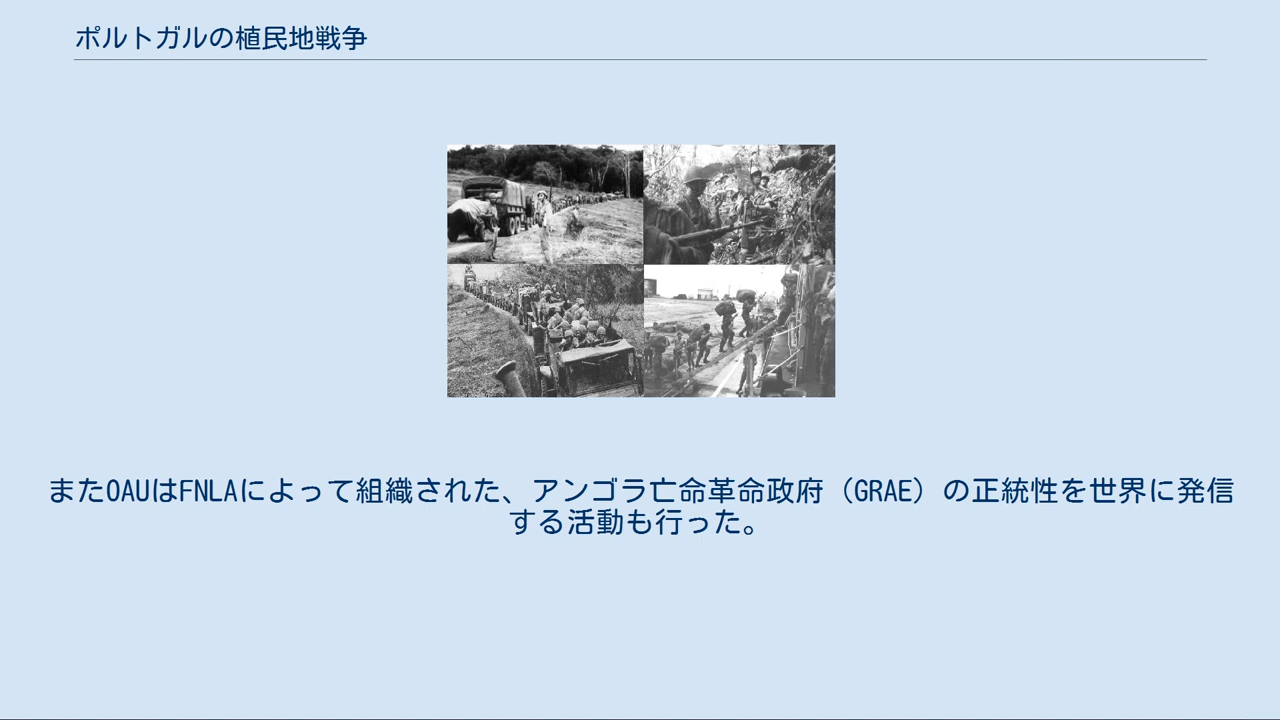 ポルトガルの植民地戦争
またOAUはFNLAによって組織された、アンゴラ亡命革命政府（GRAE）の正統性を世界に発信
する活動も行った。